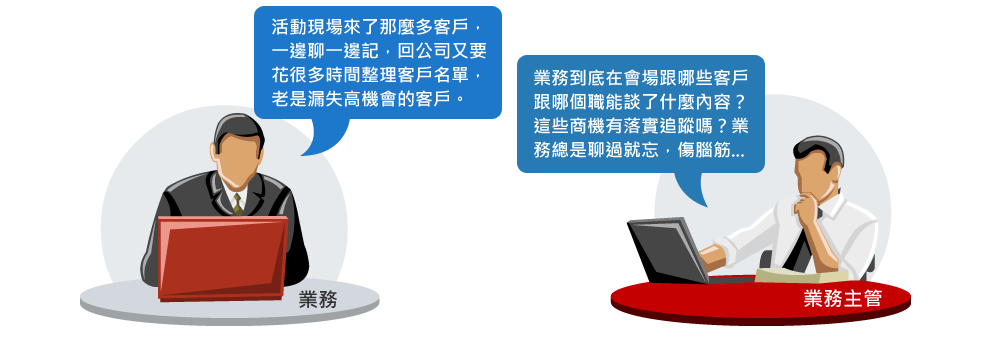 活動現場來了那麼多客戶，
一邊聊一邊記，回公司又要
花很多時間整理客戶名單，
老是漏失高機會的客戶。
業務到底在會場跟哪些客戶
跟哪個職能談了什麼內容？
這些商機有落實追蹤嗎？業
務總是聊過就忘，傷腦筋...
業務
業務主管